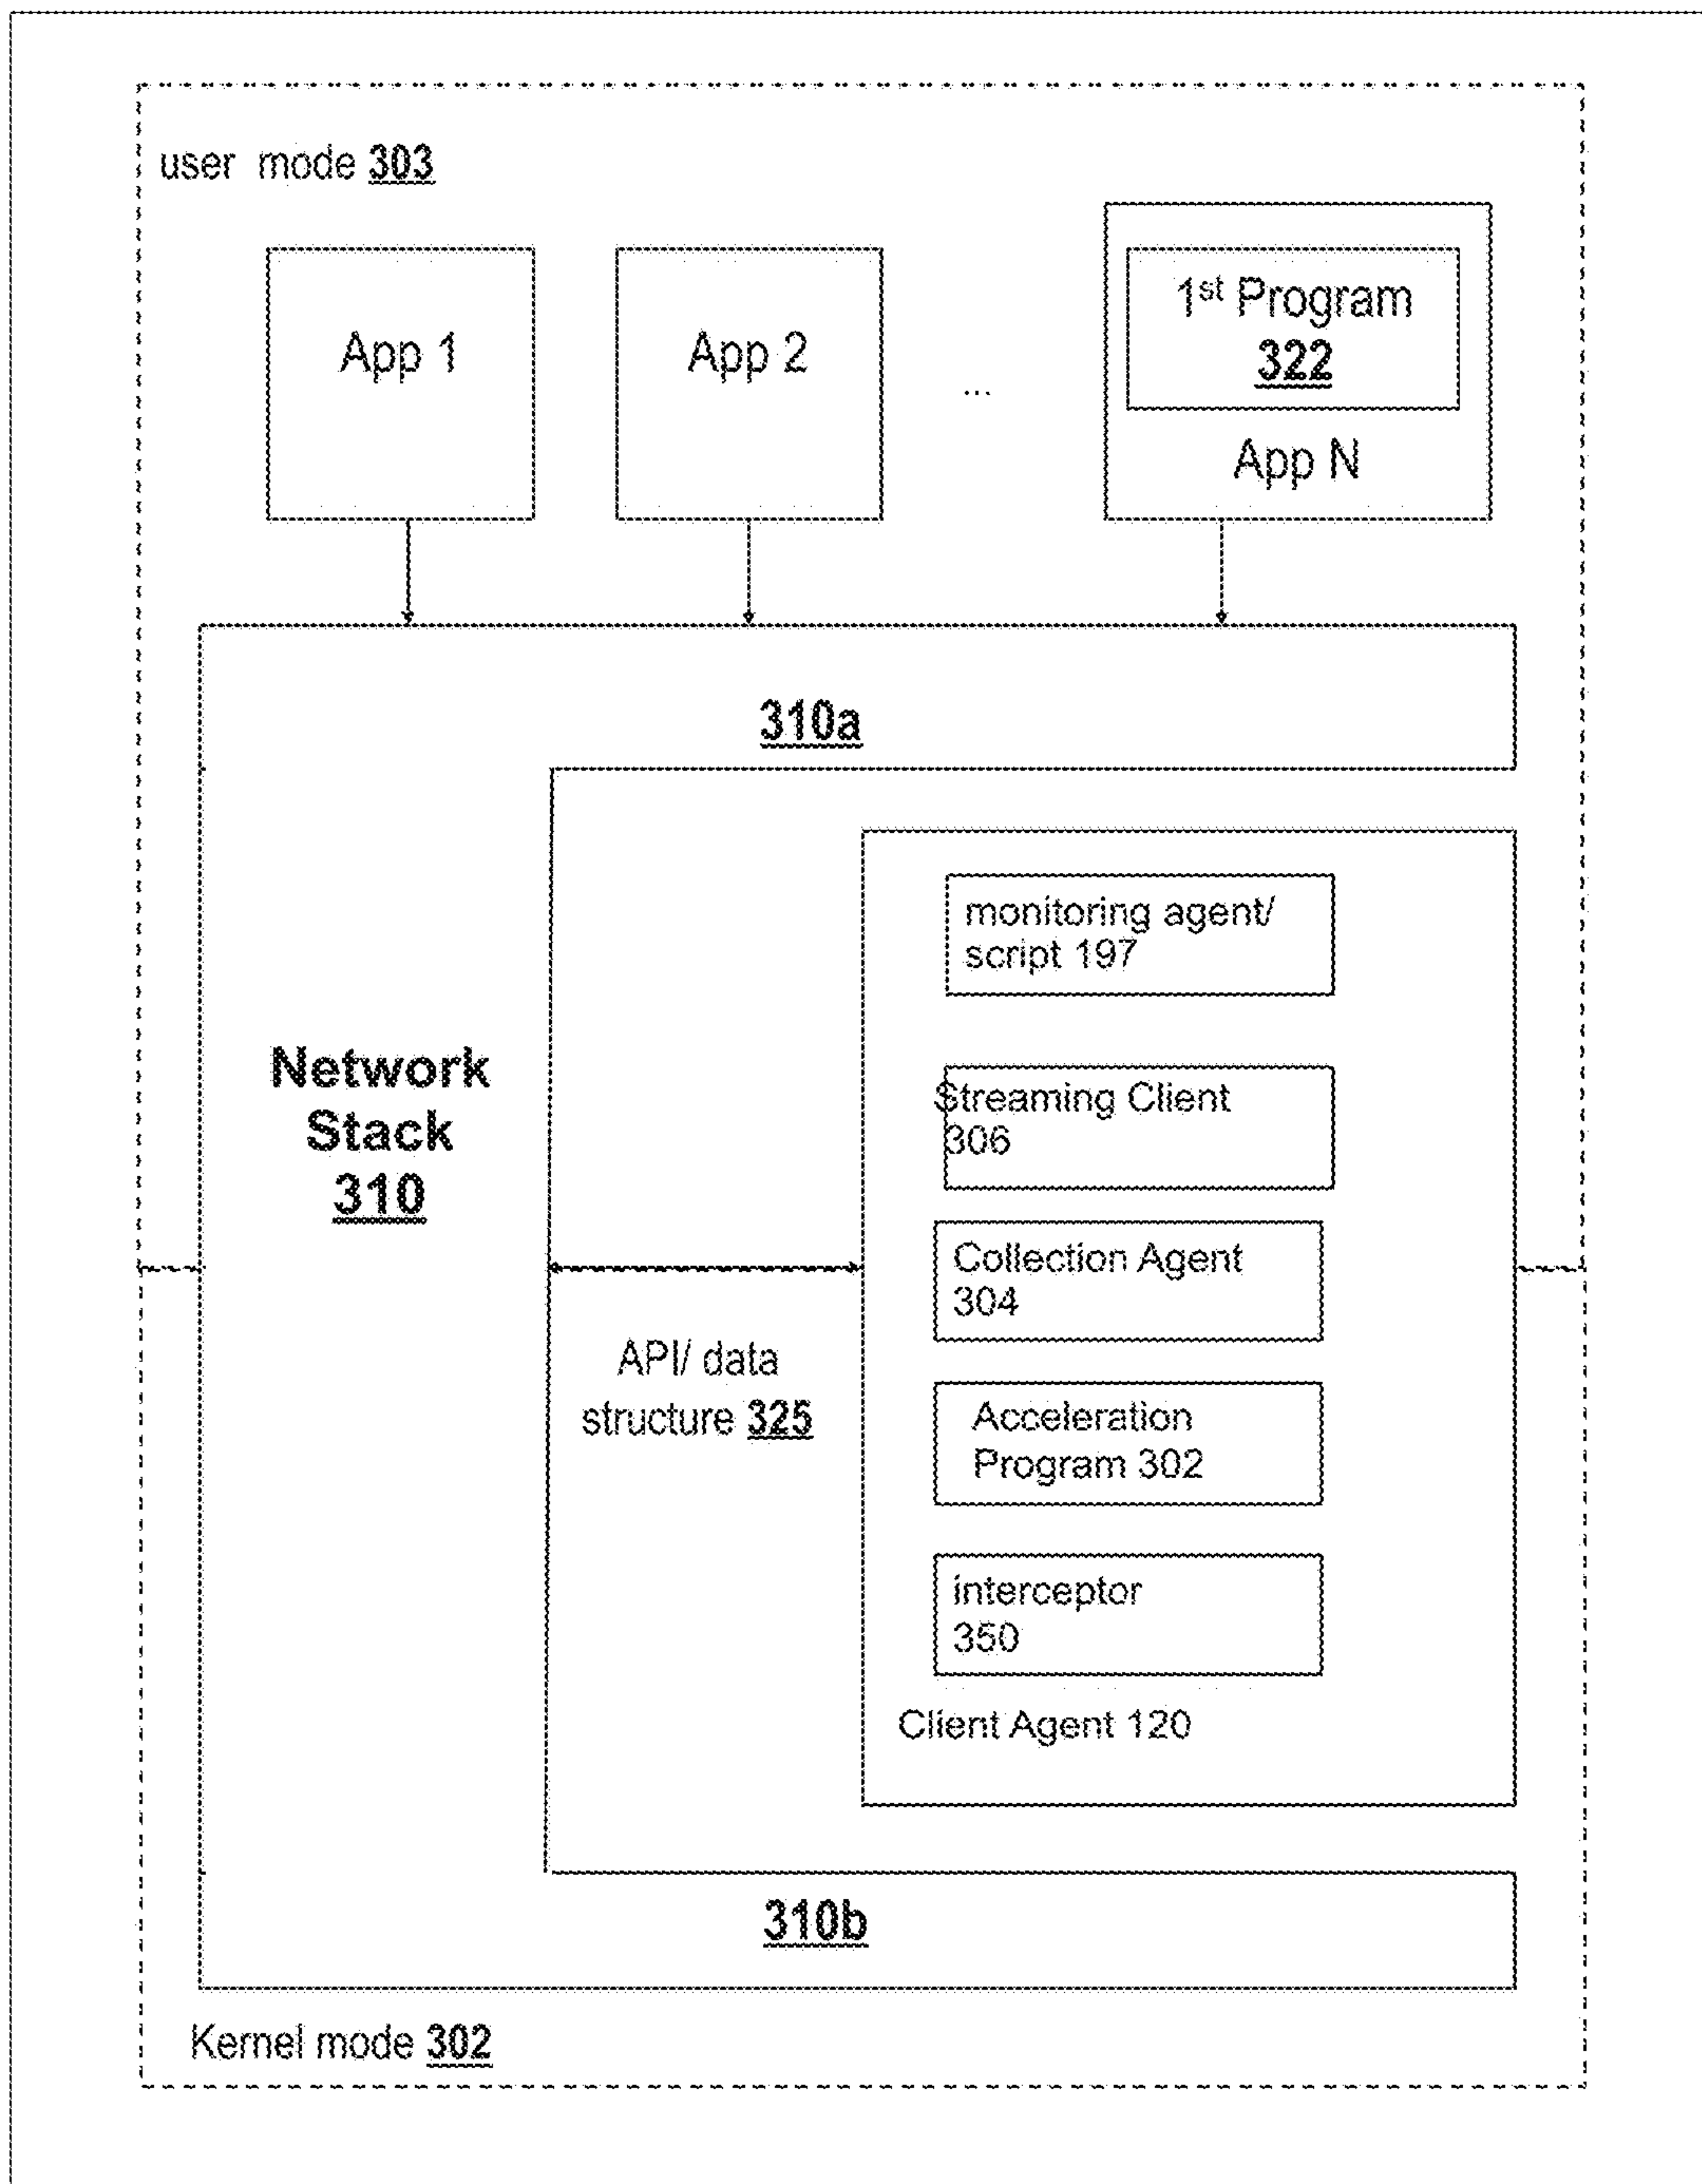 user mode 303
App 1
App 2
...
1st Program
322
App N
310a
monitoring agent/
script 197
Network
Stack
310
Streaming Client
306
Collection Agent
304
API/ data
structure 325
Acceleration
Program 302
interceptor
350
Client Agent 120
310b
Kernel mode 302